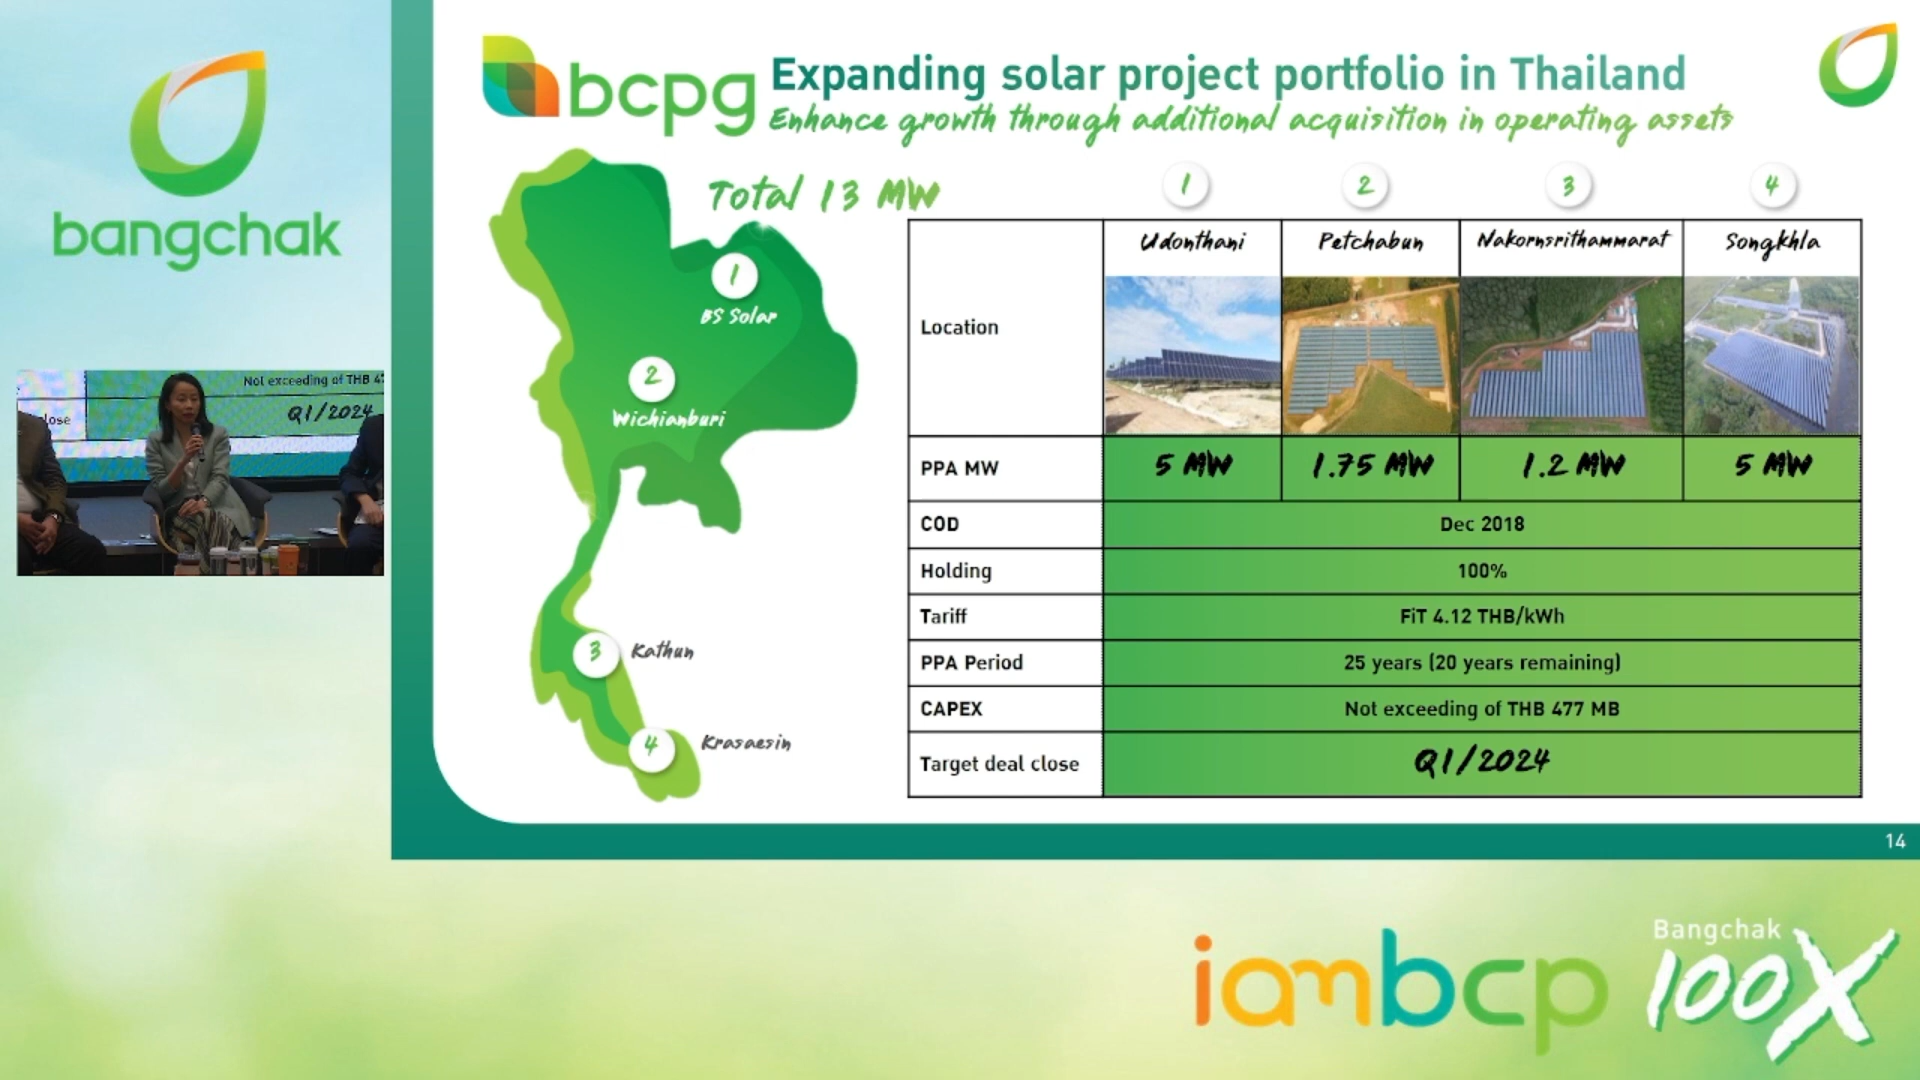 bangchak
Not exceeding of THB 4
lose
Q1/2024
bcpg
Expanding solar project portfolio in Thailand
Enhance growth through additional acquisition in operating assets
Total 13 MW
1
BS Solar
2
Wichianburi
3
Kathun
4
Krasaesin
1 2 3 4
Location Udonthani Petchabun Nakornsrithammarat Songkhla
PPA MW 5 MW 1.75 MW 1.2 MW 5 MW
COD Dec 2018
Holding 100%
Tariff FiT 4.12 THB/kWh
PPA Period 25 years (20 years remaining)
CAPEX Not exceeding of THB 477 MB
Target deal close Q1/2024
14
iambcp
Bangchak
100X